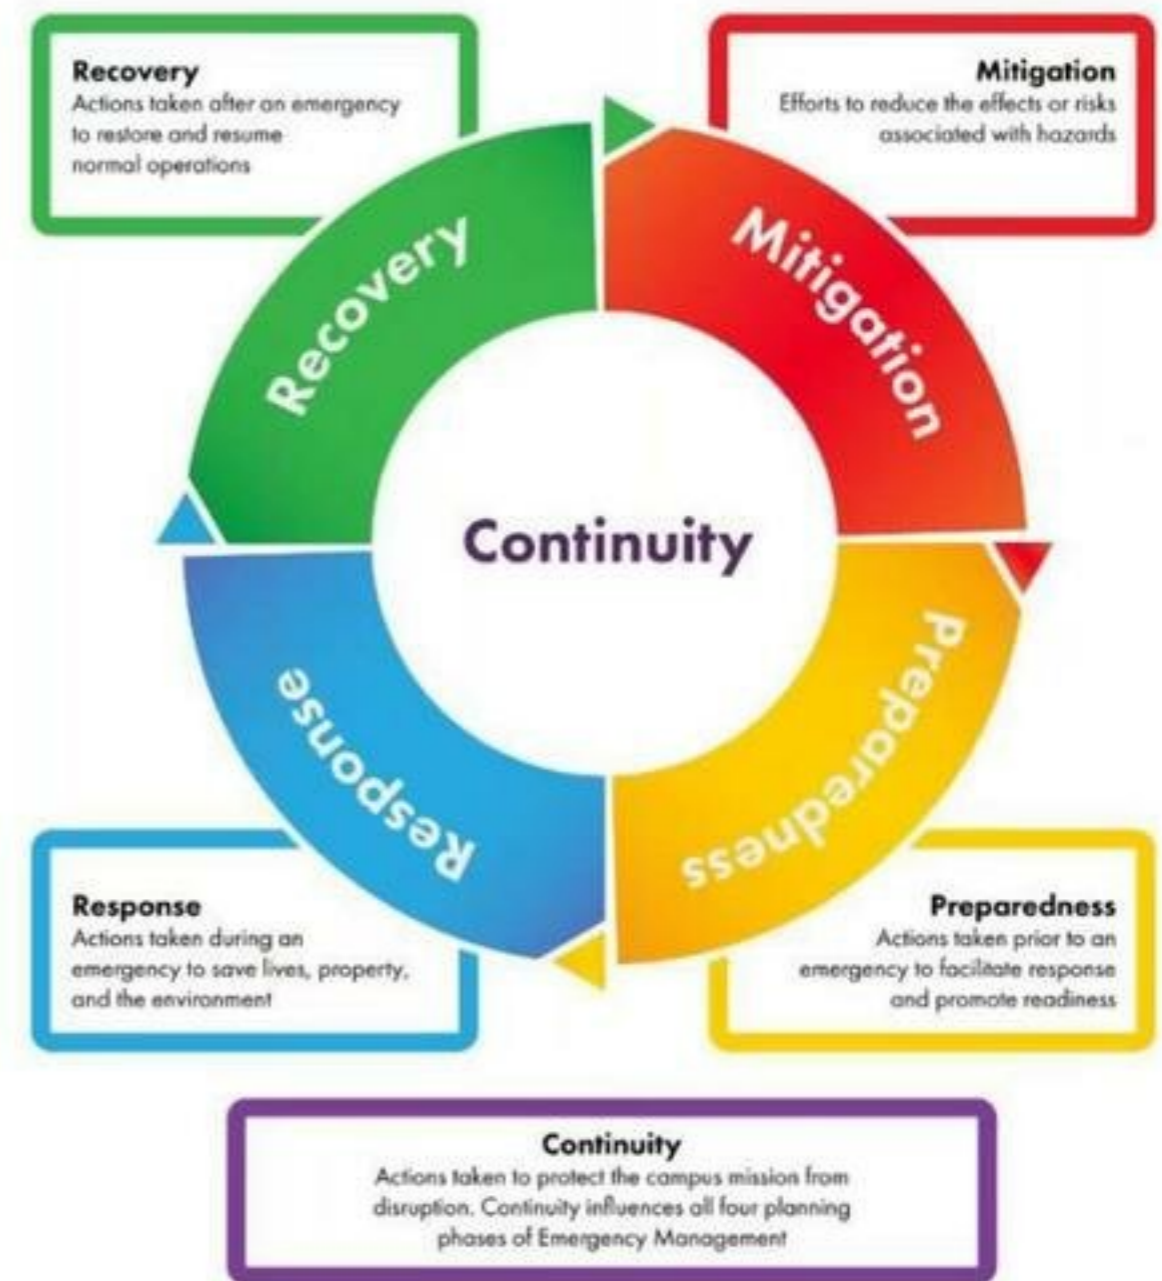 Recovery
Actions taken after an emergency
to restore and resume
normal operations
Mitigation
Efforts to reduce the effects or risks
associated with hazards
Recovery
Mitigation
Continuity
Response
Preparedness
Response
Actions taken during an
emergency to save lives, property,
and the environment
Preparedness
Actions taken prior to an
emergency to facilitate response
and promote readiness
Continuity
Actions taken to protect the campus mission from
disruption. Continuity influences all four planning
phases of Emergency Management